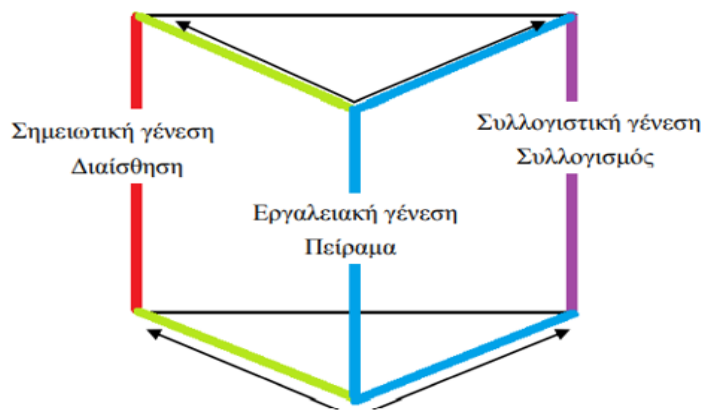 Σημειωτική γένεση
Διαίσθηση
Συλλογιστική γένεση
Συλλογισμός
Εργαλειακή γένεση
Πείραμα